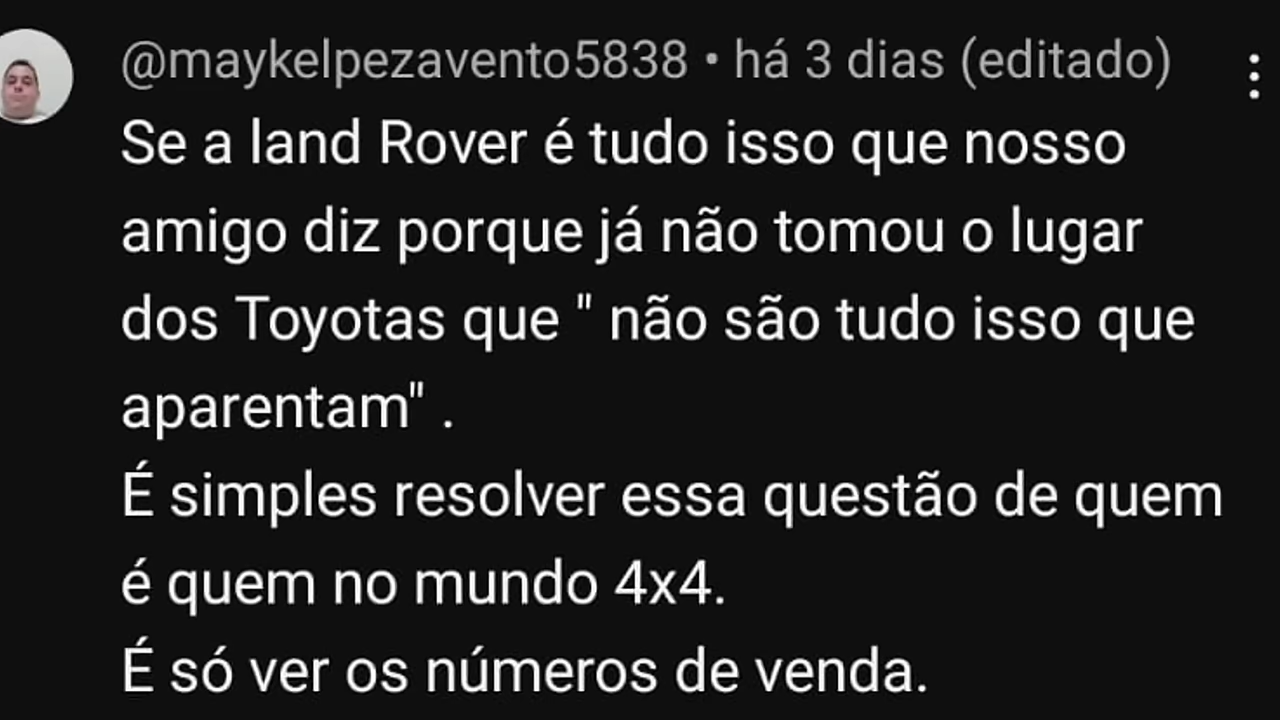 @maykelpezavento5838 • há 3 dias (editado)
Se a land Rover é tudo isso que nosso
amigo diz porque já não tomou o lugar
dos Toyotas que " não são tudo isso que
aparentam" .
É simples resolver essa questão de quem
é quem no mundo 4x4.
É só ver os números de venda.